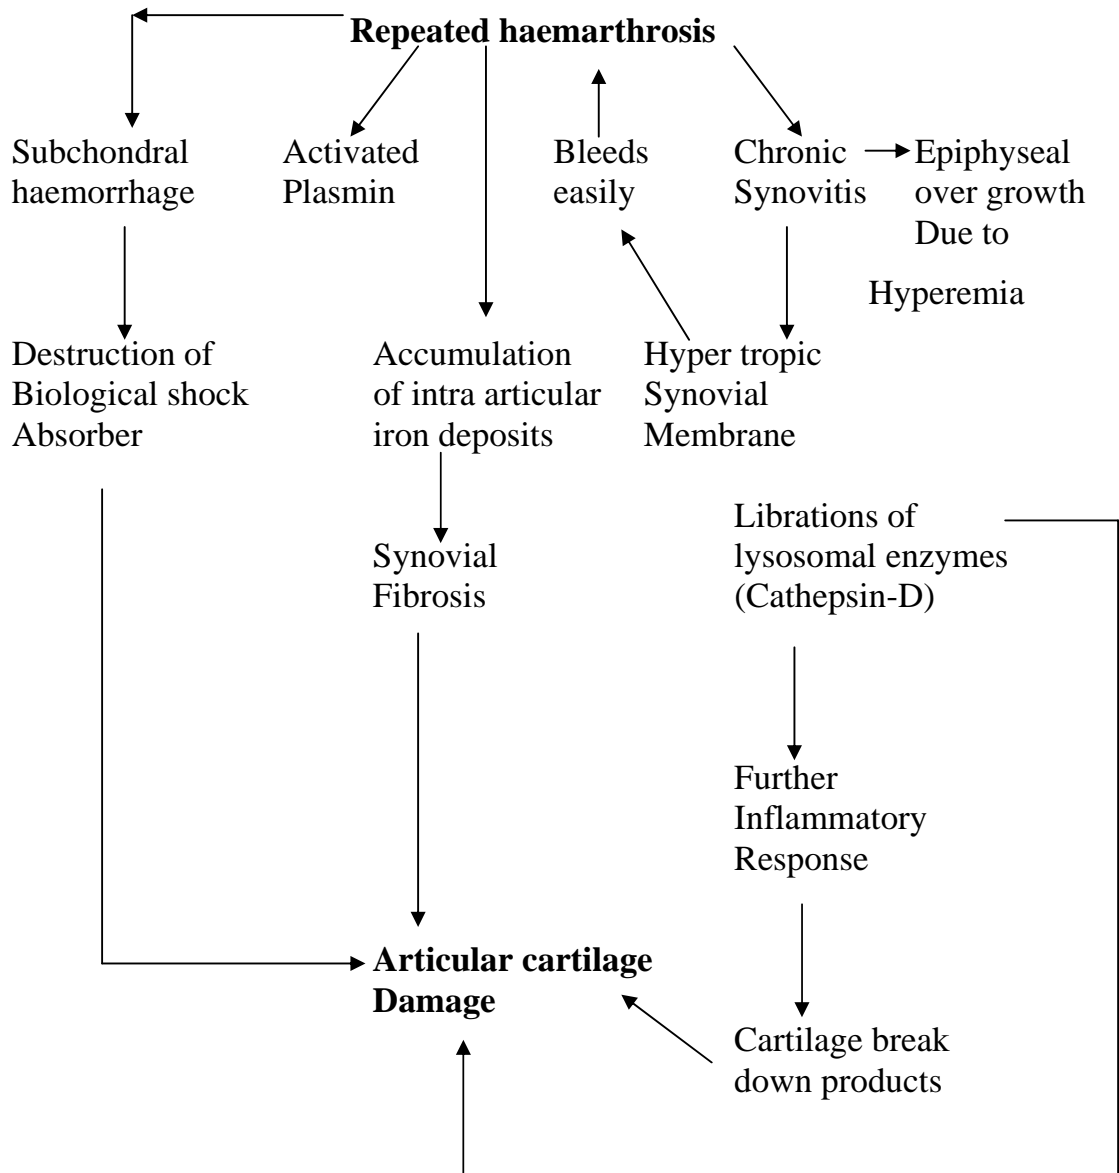 Repeated haemarthrosis
Subchondral
haemorrhage
Activated
Plasmin
Bleeds
easily
Chronic
Synovitis
Epiphyseal
over growth
Due to
Hyperemia
Destruction of
Biological shock
Absorber
Accumulation
of intra articular
iron deposits
Hyper tropic
Synovial
Membrane
Synovial
Fibrosis
Librations of
lysosomal enzymes
(Cathepsin-D)
Further
Inflammatory
Response
Articular cartilage
Damage
Cartilage break
down products